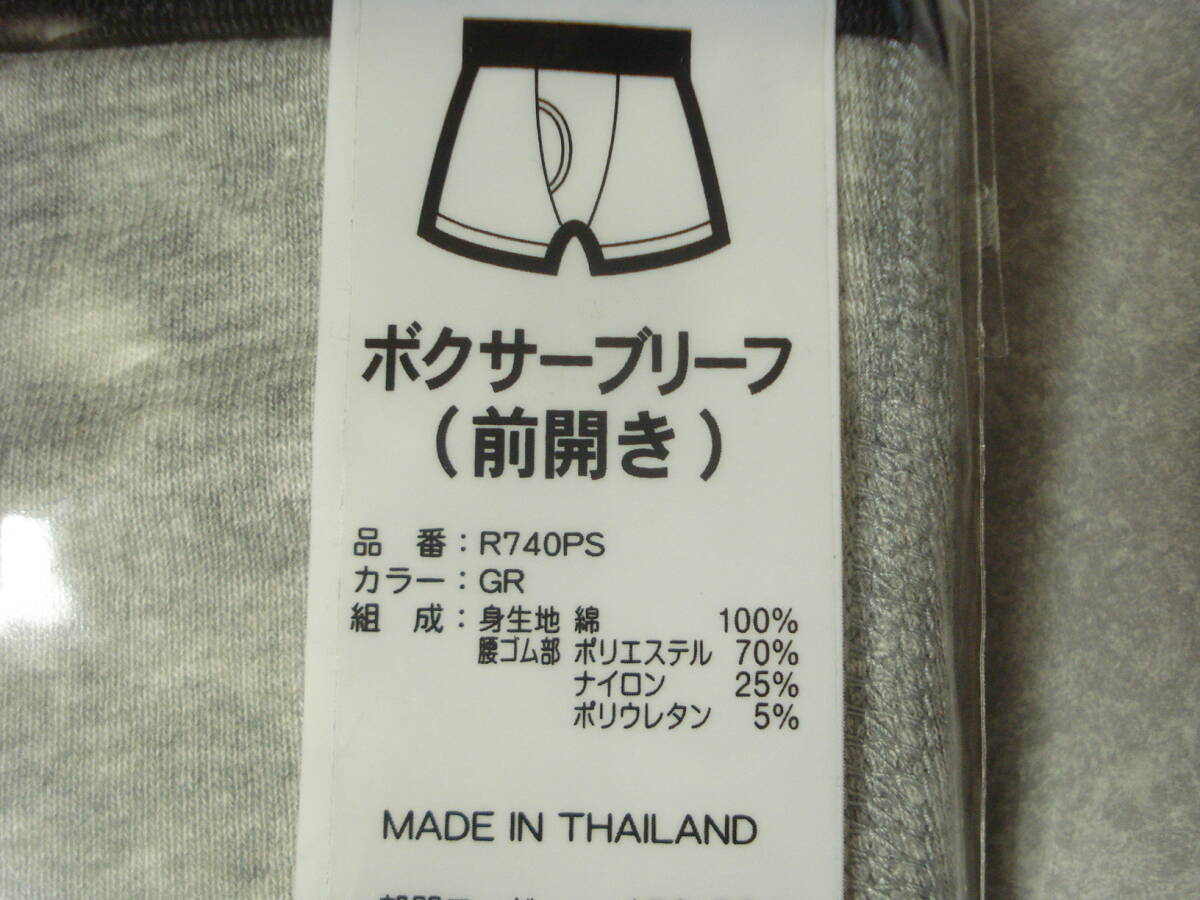 ボクサーブリーフ
(前開き)
品 番:R740PS
カラー:GR
組 成:身生地 綿 100%
腰ゴム部 ポリエステル 70%
ナイロン 25%
ポリウレタン 5%
MADE IN THAILAND